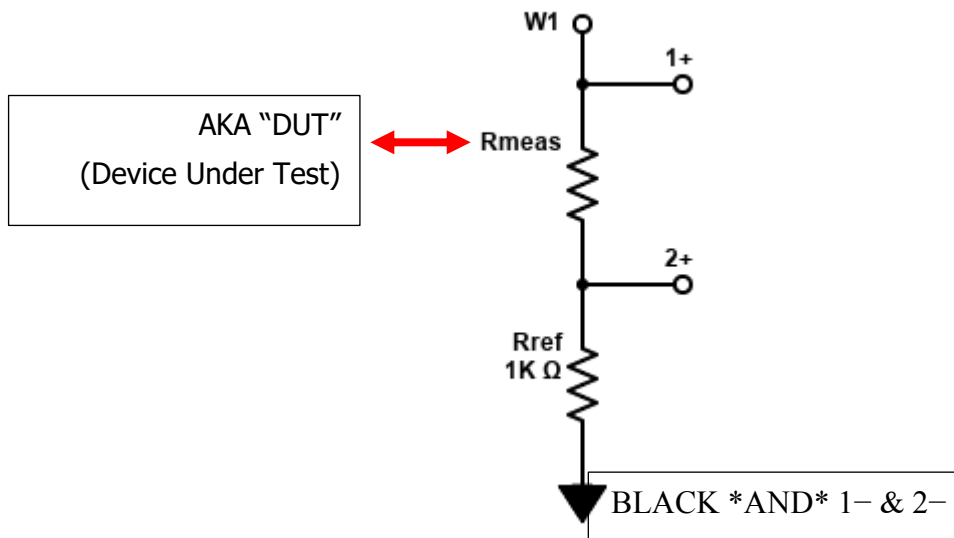 W1
1+
AKA “DUT”
(Device Under Test)
Rmeas
2+
Rref
1K Ω
BLACK *AND* 1− & 2−